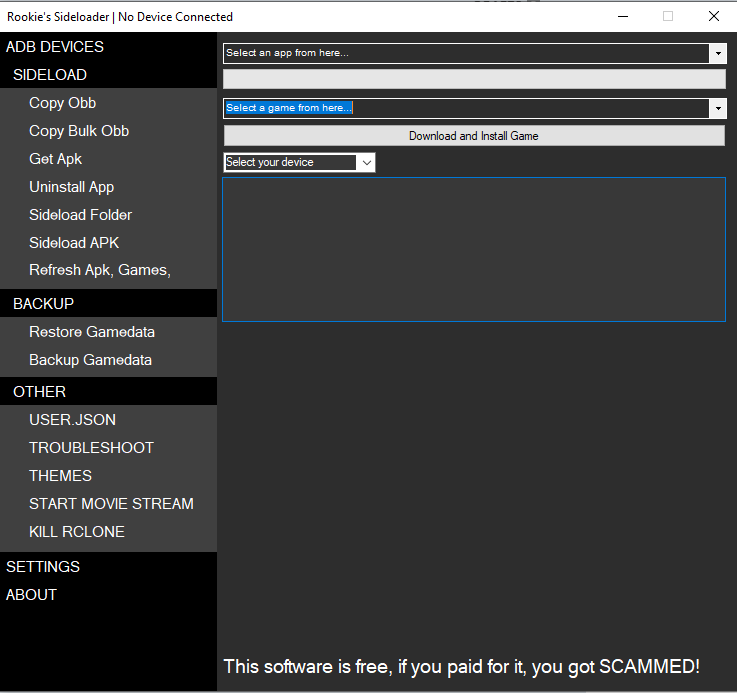 Rookie's Sideloader | No Device Connected
ADB DEVICES
SIDELOAD
Copy Obb
Copy Bulk Obb
Get Apk
Uninstall App
Sideload Folder
Sideload APK
Refresh Apk, Games,
BACKUP
Restore Gamedata
Backup Gamedata
OTHER
USER.JSON
TROUBLESHOOT
THEMES
START MOVIE STREAM
KILL RCLONE
SETTINGS
ABOUT
Select an app from here...
Select a game from here...
Download and Install Game
Select your device
This software is free, if you paid for it, you got SCAMMED!